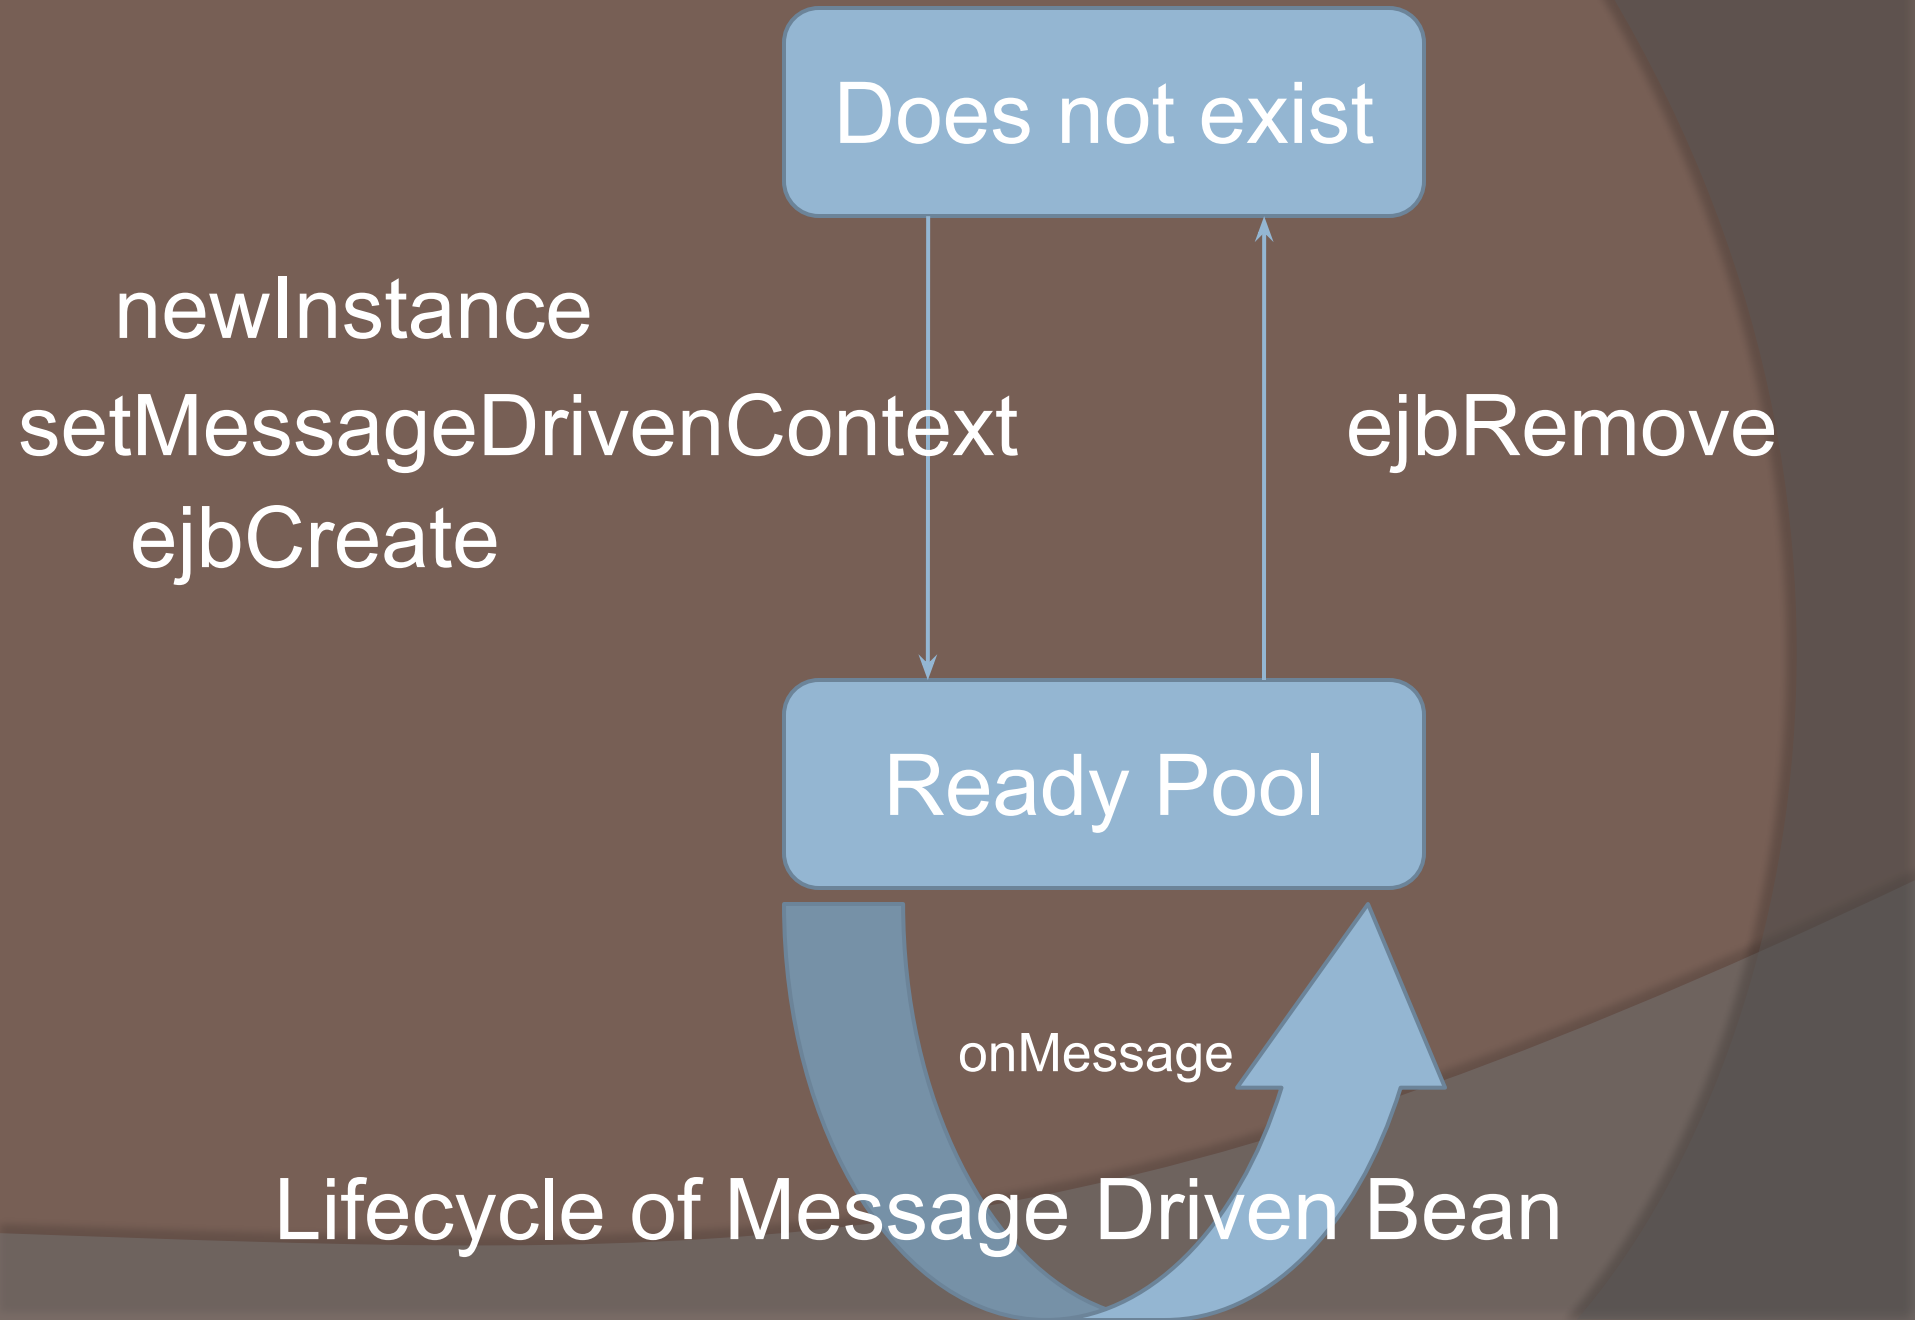 Does not exist
newInstance
setMessageDrivenContext
ejbRemove
ejbCreate
Ready Pool
onMessage
Lifecycle of Message Driven Bean